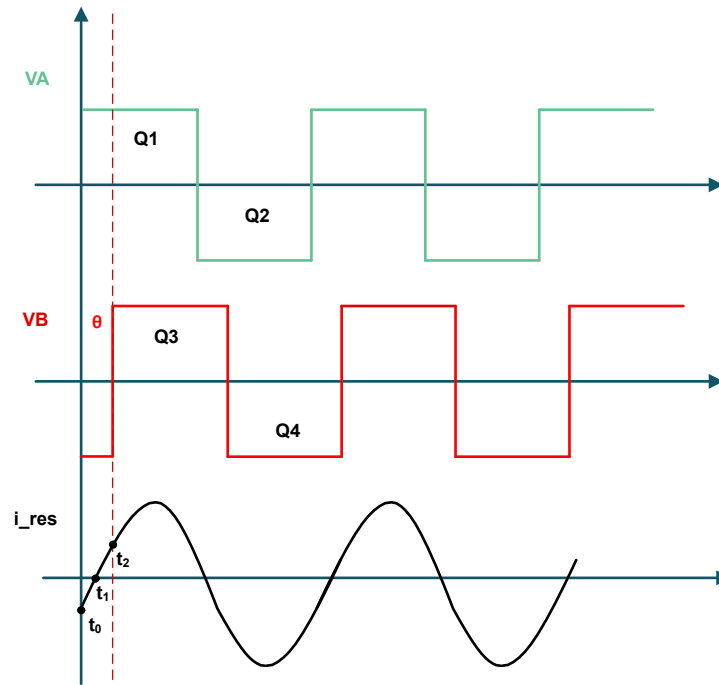 VA
Q1
Q2
VB
θ
Q3
Q4
i_res
t₂
t₁
t₀